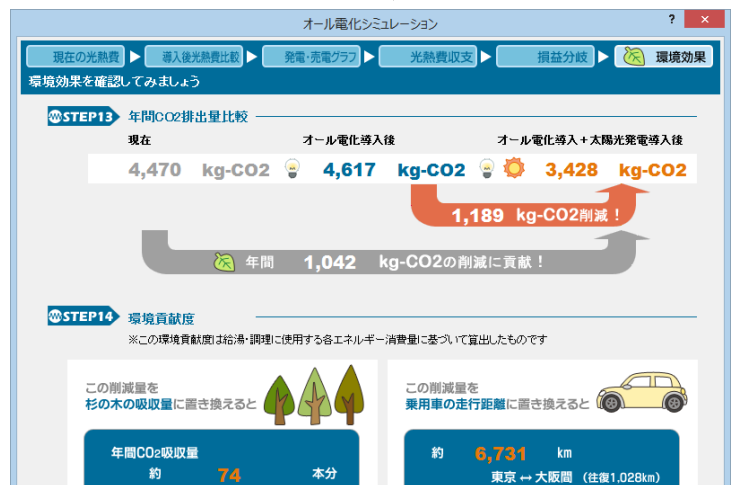 オール電化シミュレーション
? ×
現在の光熱費 導入後光熱費比較 発電・売電グラフ 光熱費収支 損益分岐 環境効果
環境効果を確認してみましょう
STEP13 年間CO2排出量比較
現在 オール電化導入後 オール電化導入+太陽光発電導入後
4,470 kg-CO2 4,617 kg-CO2 3,428 kg-CO2
1,189 kg-CO2削減!
年間 1,042 kg-CO2の削減に貢献!
STEP14 環境貢献度
※この環境貢献度は給湯・調理に使用する各エネルギー消費量に基づいて算出したものです
この削減量を
杉の木の吸収量に置き換えると
年間CO2吸収量
約 74 本分
この削減量を
乗用車の走行距離に置き換えると
約 6,731 km
東京⇔大阪間 (往復1,028km)